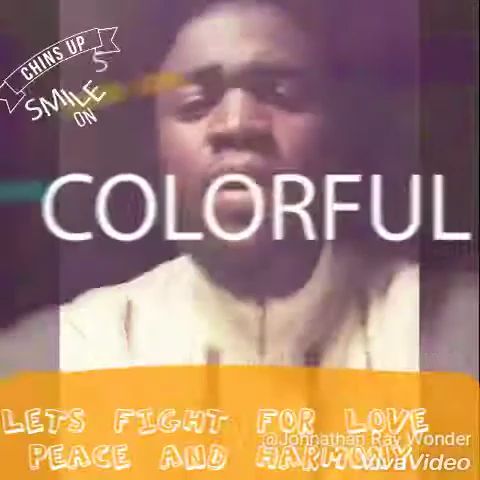 CHINS UP
S
SMILE
ON
COLORFUL
LETS FIGHT FOR LOVE
@Johnathan Ray Wonder
PEACE AND HARMONY
VivaVideo